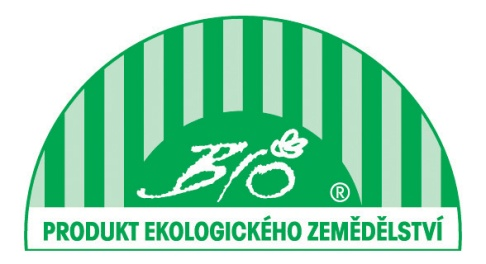 BIO ®
PRODUKT EKOLOGICKÉHO ZEMĚDĚLSTVÍ